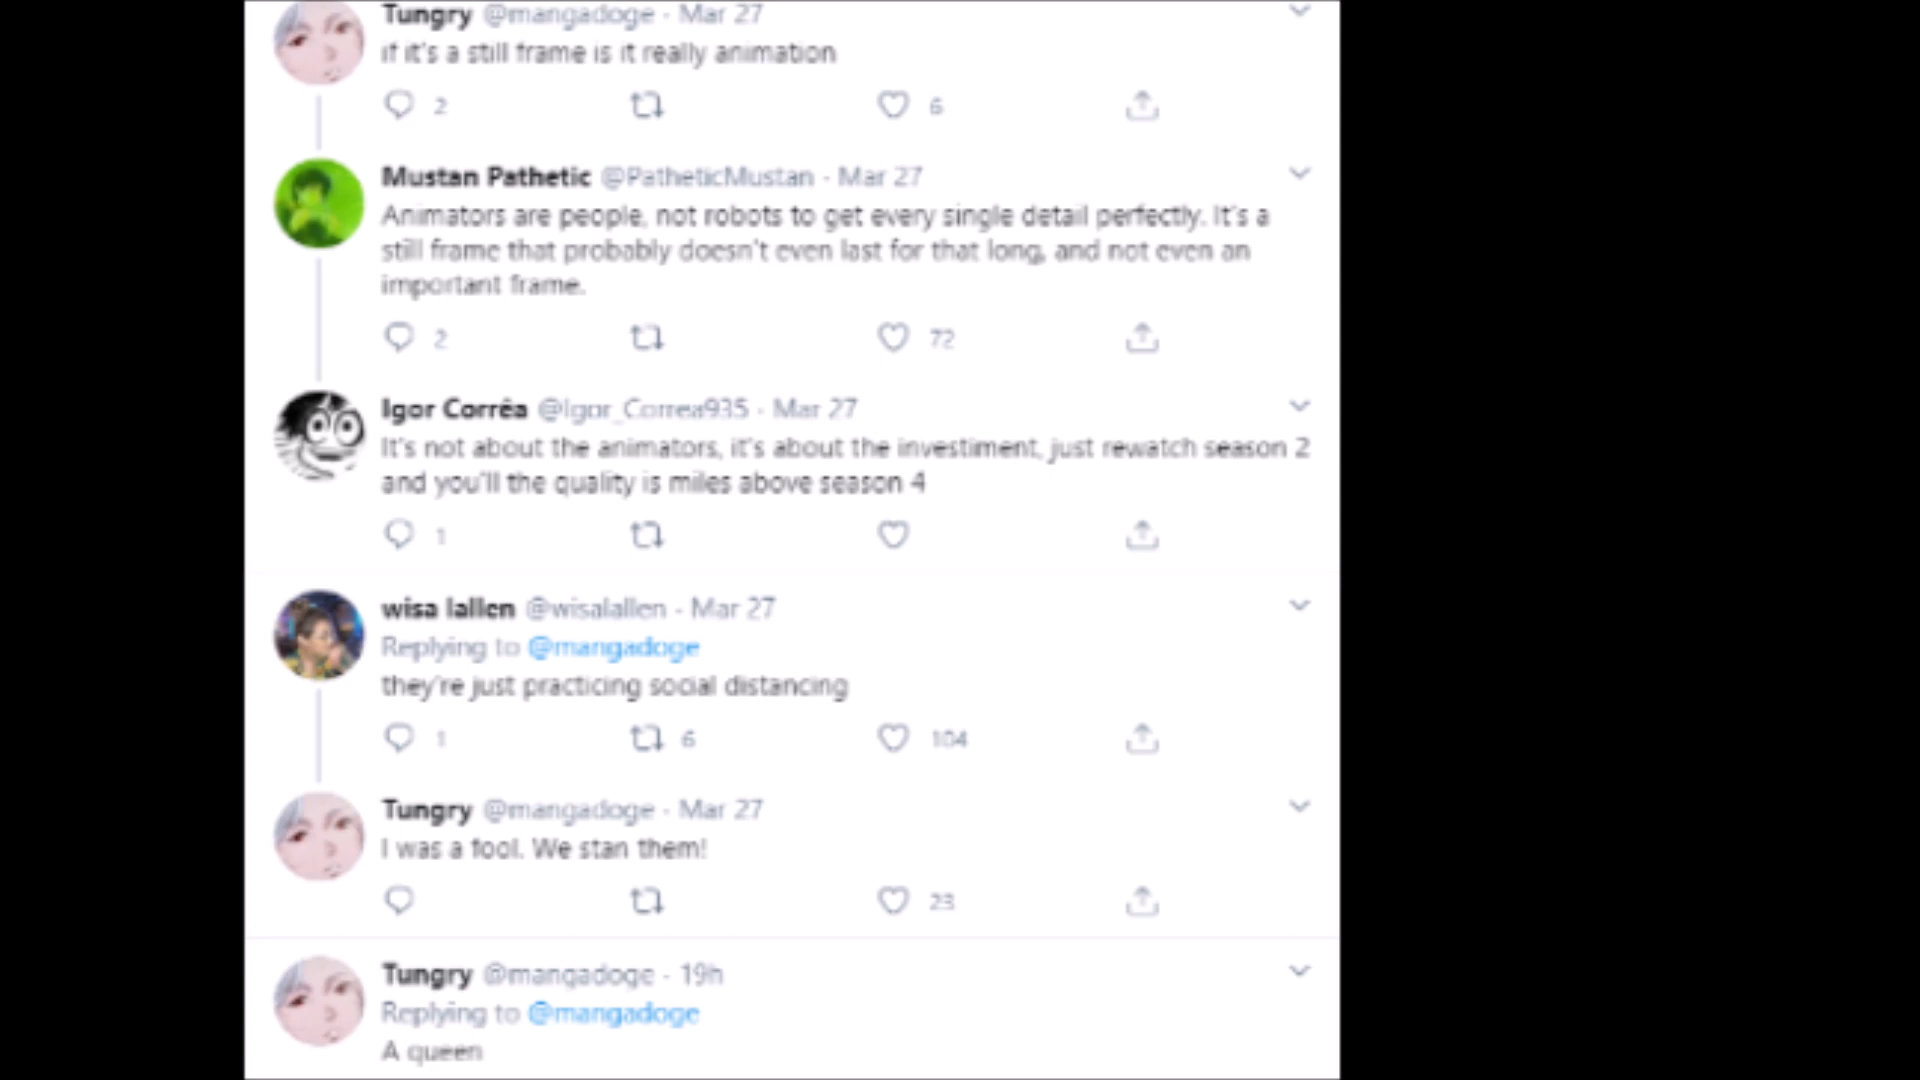 Tungry @mangadoge · Mar 27
if it's a still frame is it really animation
2 6
Mustan Pathetic @PatheticMustan · Mar 27
Animators are people, not robots to get every single detail perfectly. It's a
still frame that probably doesn't even last for that long, and not even an
important frame.
2 72
Igor Corrêa @Igor_Correa935 · Mar 27
It's not about the animators, it's about the investiment, just rewatch season 2
and you'll the quality is miles above season 4
1
wisa lallen @wisalallen · Mar 27
Replying to @mangadoge
they're just practicing social distancing
1 6 104
Tungry @mangadoge · Mar 27
I was a fool. We stan them!
23
Tungry @mangadoge · 19h
Replying to @mangadoge
A queen